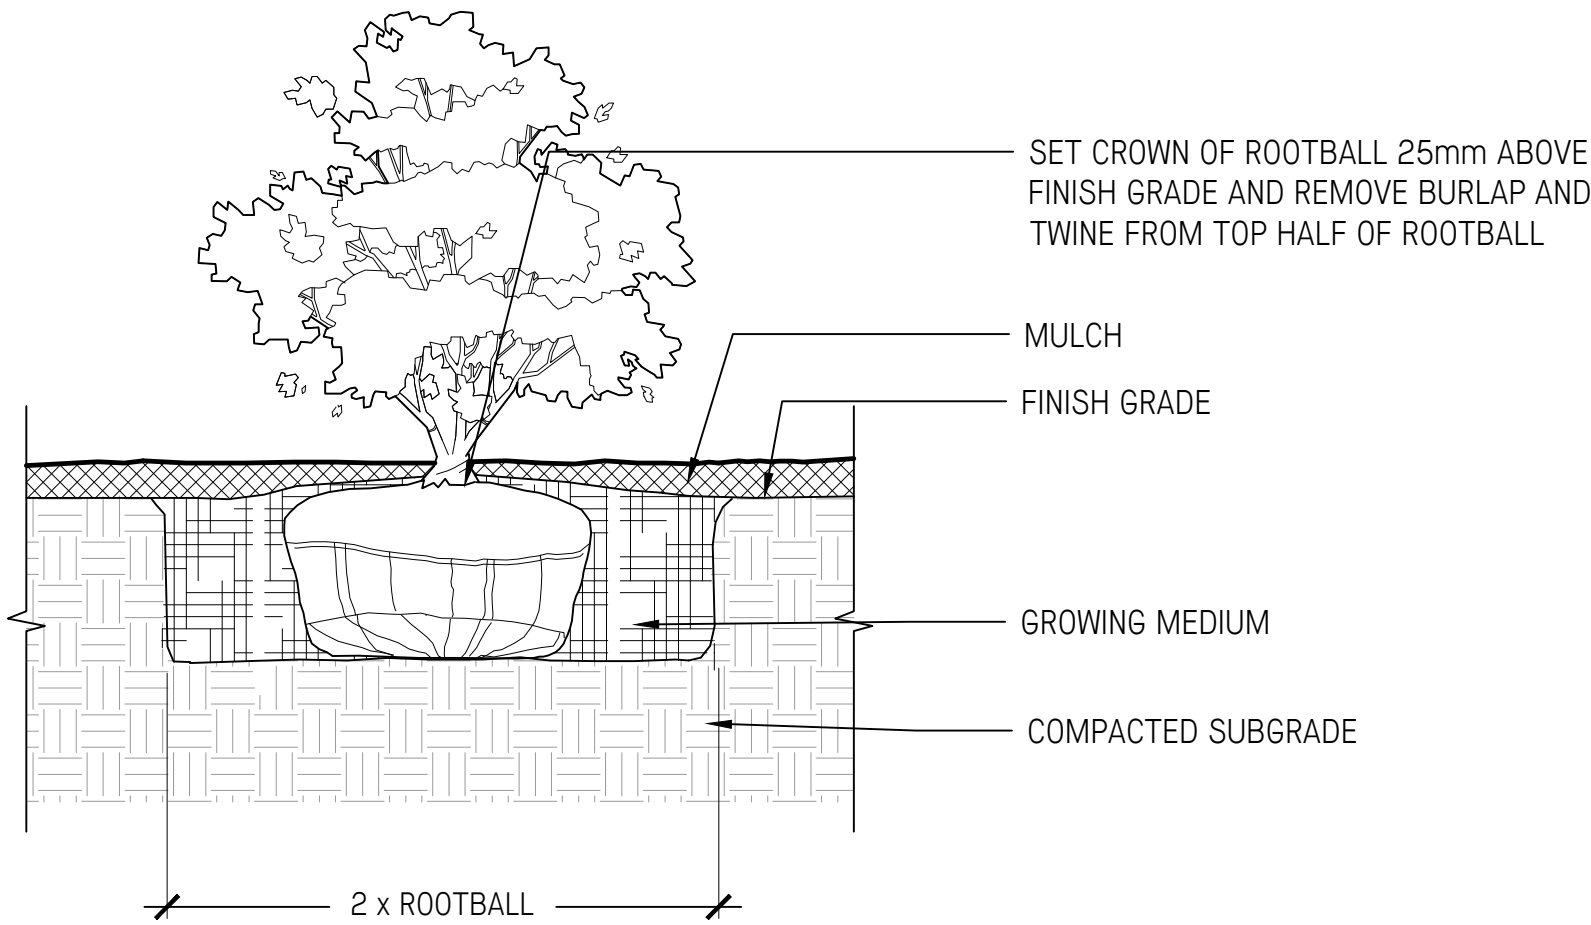 SET CROWN OF ROOTBALL 25mm ABOVE
FINISH GRADE AND REMOVE BURLAP AND
TWINE FROM TOP HALF OF ROOTBALL
MULCH
FINISH GRADE
GROWING MEDIUM
COMPACTED SUBGRADE
2 x ROOTBALL